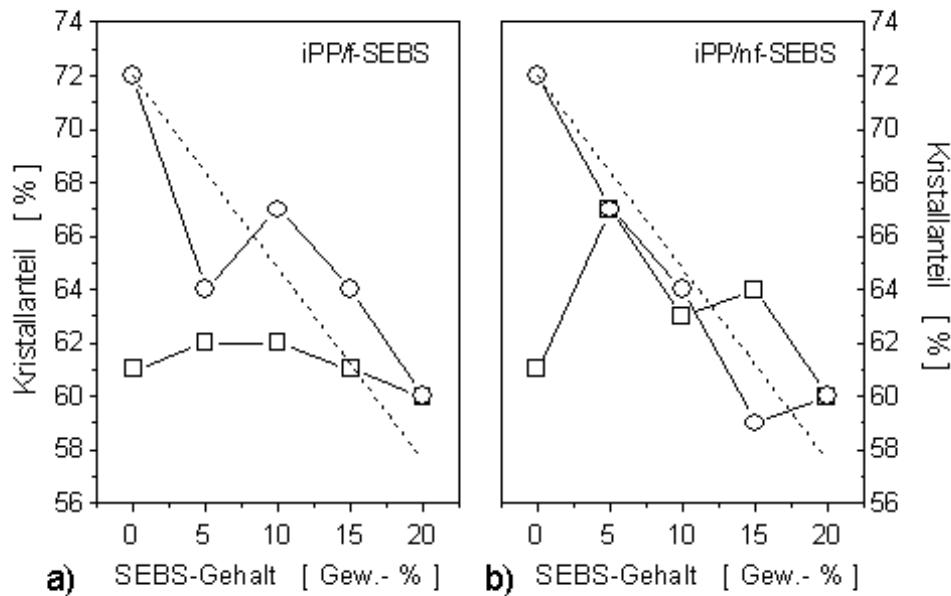 iPP/f-SEBS
74
72
70
68
66
64
62
60
58
56
Kristallanteil [ % ]
0 5 10 15 20
a) SEBS-Gehalt [ Gew.- % ]
iPP/nf-SEBS
74
72
70
68
66
64
62
60
58
56
Kristallanteil [ % ]
0 5 10 15 20
b) SEBS-Gehalt [ Gew.- % ]